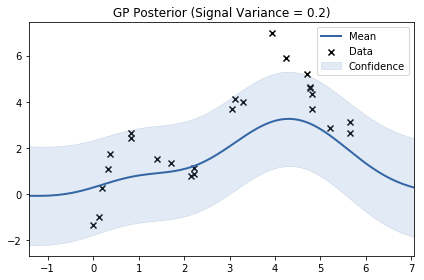 GP Posterior (Signal Variance = 0.2)
Mean
Data
Confidence
6
4
2
0
−2
−1 0 1 2 3 4 5 6 7